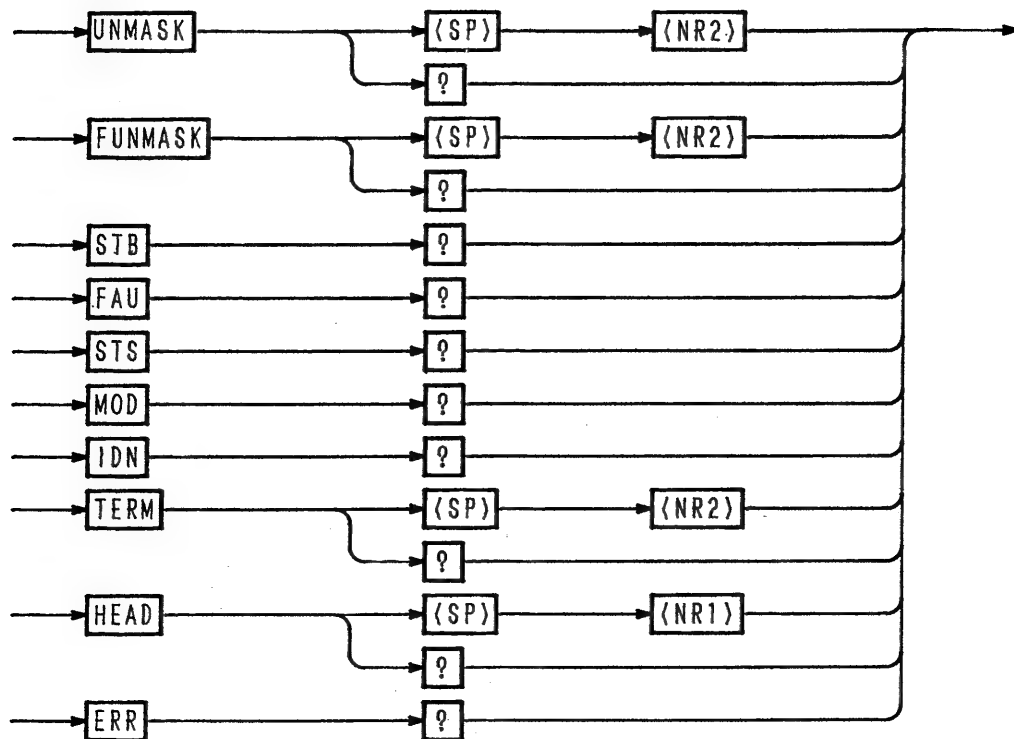 UNMASK ⟨SP⟩ ⟨NR2⟩
?
FUNMASK ⟨SP⟩ ⟨NR2⟩
?
STB ?
FAU ?
STS ?
MOD ?
IDN ?
TERM ⟨SP⟩ ⟨NR2⟩
?
HEAD ⟨SP⟩ ⟨NR1⟩
?
ERR ?